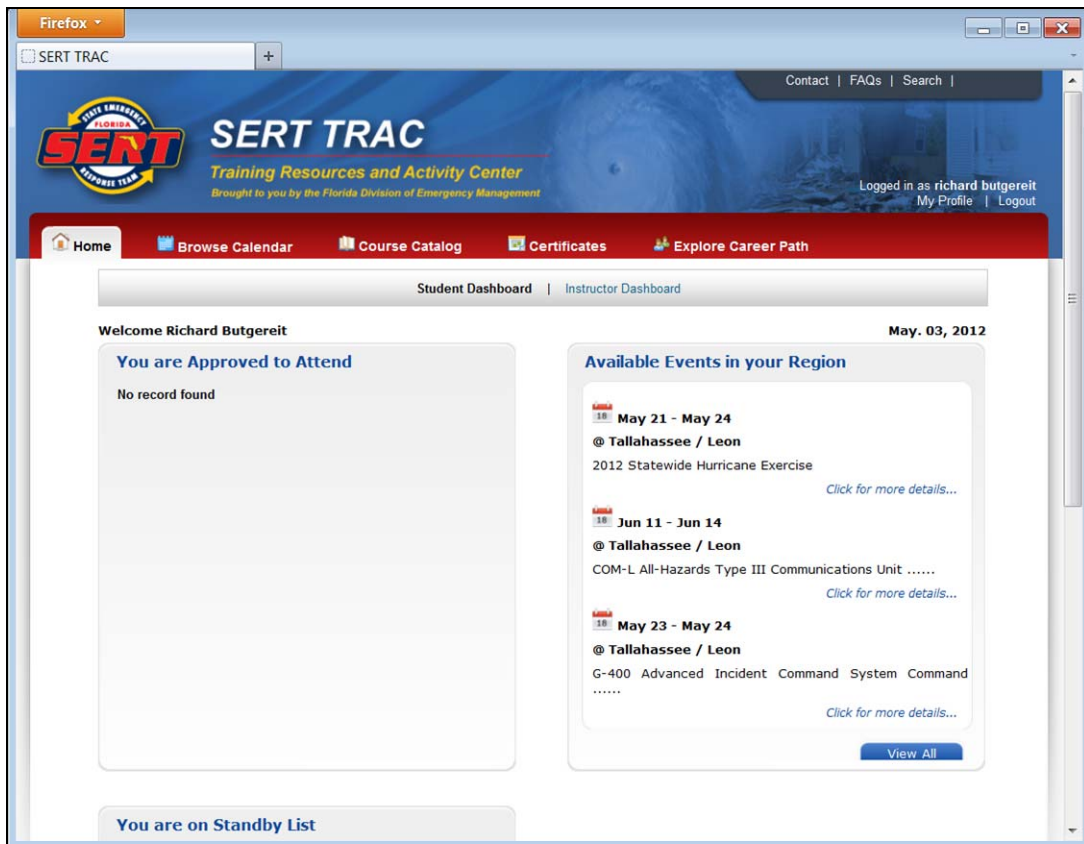 Firefox
SERT TRAC
+
Contact | FAQs | Search |
STATE EMERGENCY
FLORIDA
SERT
RESPONSE TEAM
SERT TRAC
Training Resources and Activity Center
Brought to you by the Florida Division of Emergency Management
Logged in as richard butgereit
My Profile | Logout
Home
Browse Calendar
Course Catalog
Certificates
Explore Career Path
Student Dashboard | Instructor Dashboard
Welcome Richard Butgereit
May. 03, 2012
You are Approved to Attend
No record found
Available Events in your Region
18 May 21 - May 24
@ Tallahassee / Leon
2012 Statewide Hurricane Exercise
Click for more details...
18 Jun 11 - Jun 14
@ Tallahassee / Leon
COM-L All-Hazards Type III Communications Unit ......
Click for more details...
18 May 23 - May 24
@ Tallahassee / Leon
G-400 Advanced Incident Command System Command
......
Click for more details...
View All
You are on Standby List